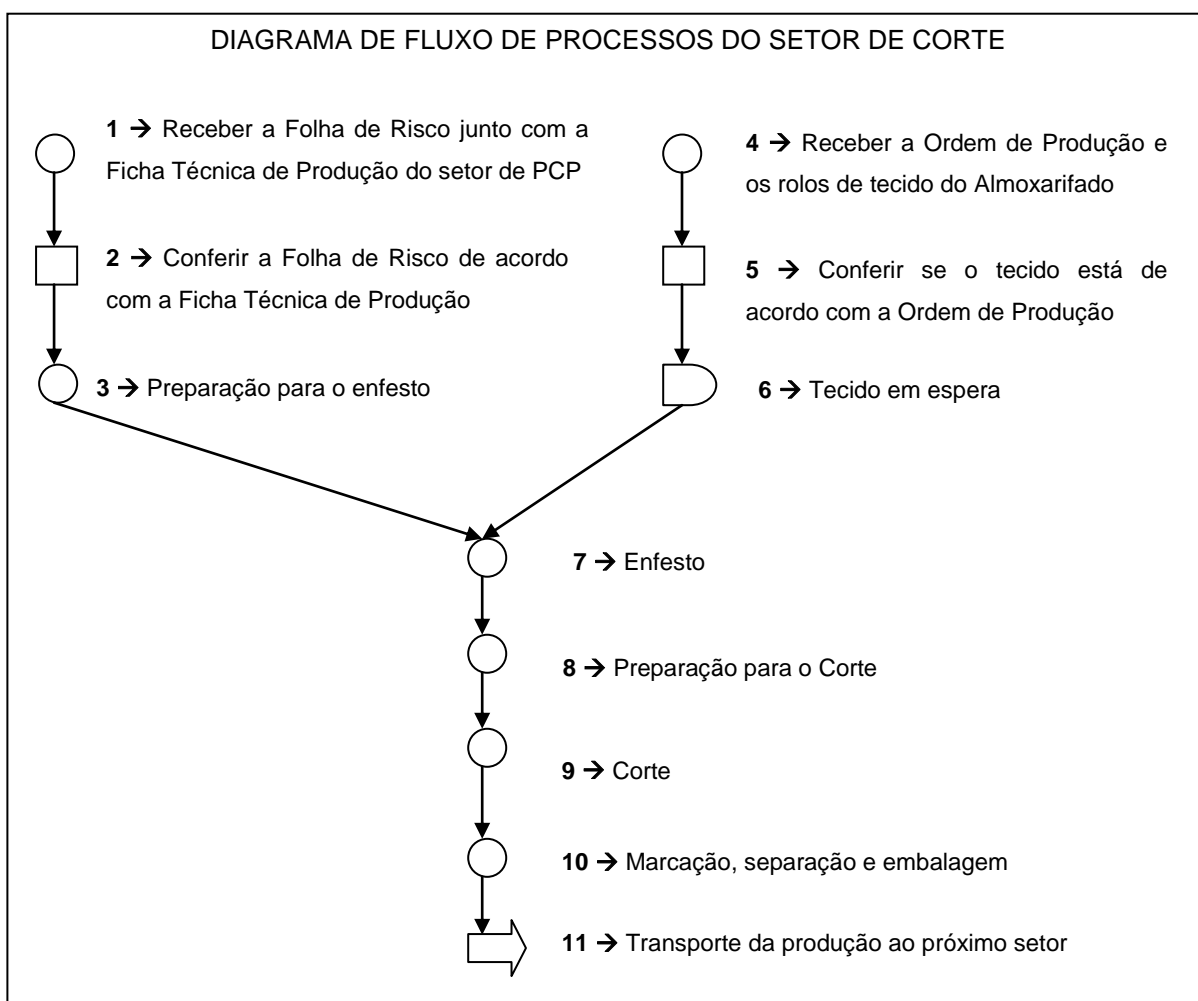 DIAGRAMA DE FLUXO DE PROCESSOS DO SETOR DE CORTE
1 → Receber a Folha de Risco junto com a
Ficha Técnica de Produção do setor de PCP
2 → Conferir a Folha de Risco de acordo
com a Ficha Técnica de Produção
3 → Preparação para o enfesto
4 → Receber a Ordem de Produção e
os rolos de tecido do Almoxarifado
5 → Conferir se o tecido está de
acordo com a Ordem de Produção
6 → Tecido em espera
7 → Enfesto
8 → Preparação para o Corte
9 → Corte
10 → Marcação, separação e embalagem
11 → Transporte da produção ao próximo setor